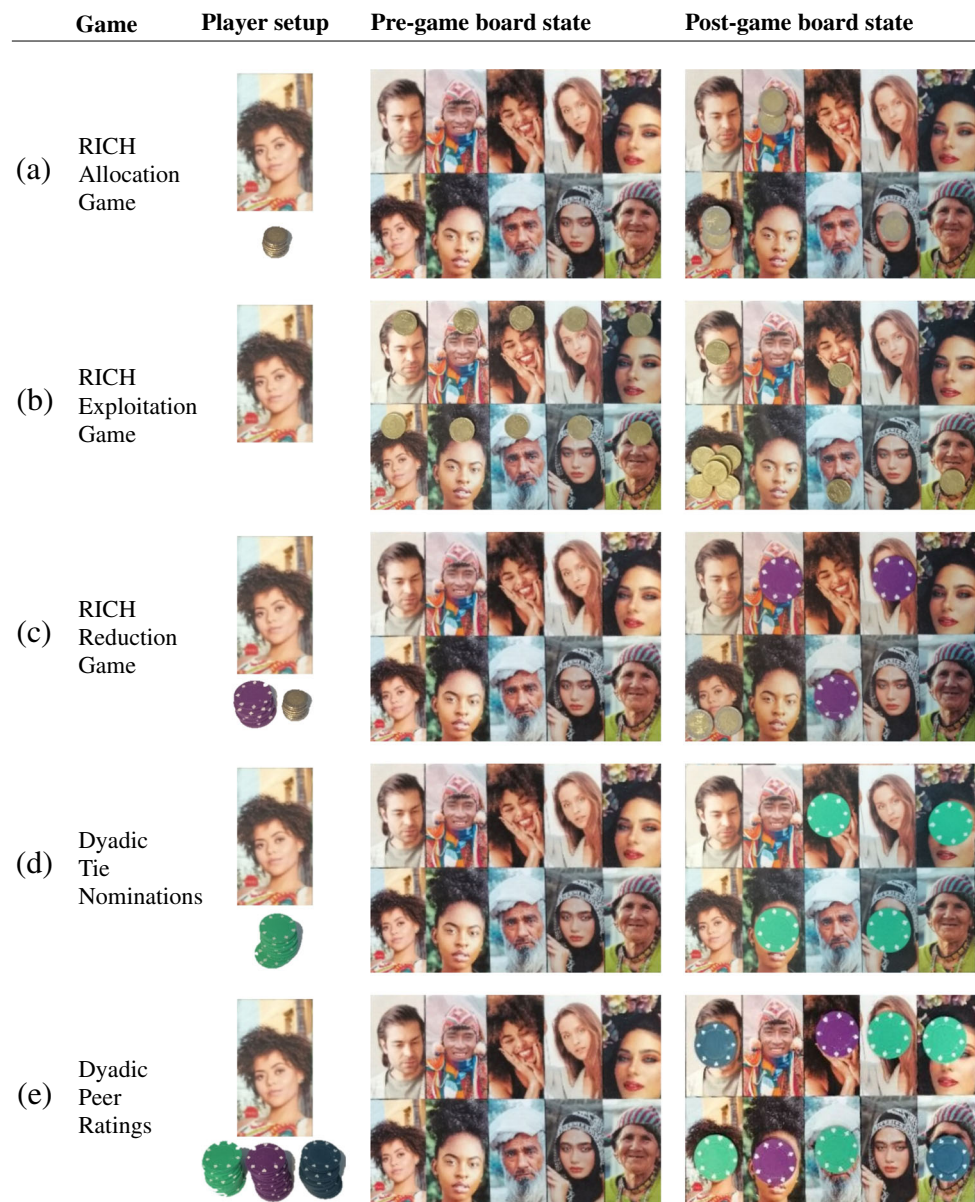 Game Player setup Pre-game board state Post-game board state
(a)
RICH
Allocation
Game
(b)
RICH
Exploitation
Game
(c)
RICH
Reduction
Game
(d)
Dyadic
Tie
Nominations
(e)
Dyadic
Peer
Ratings